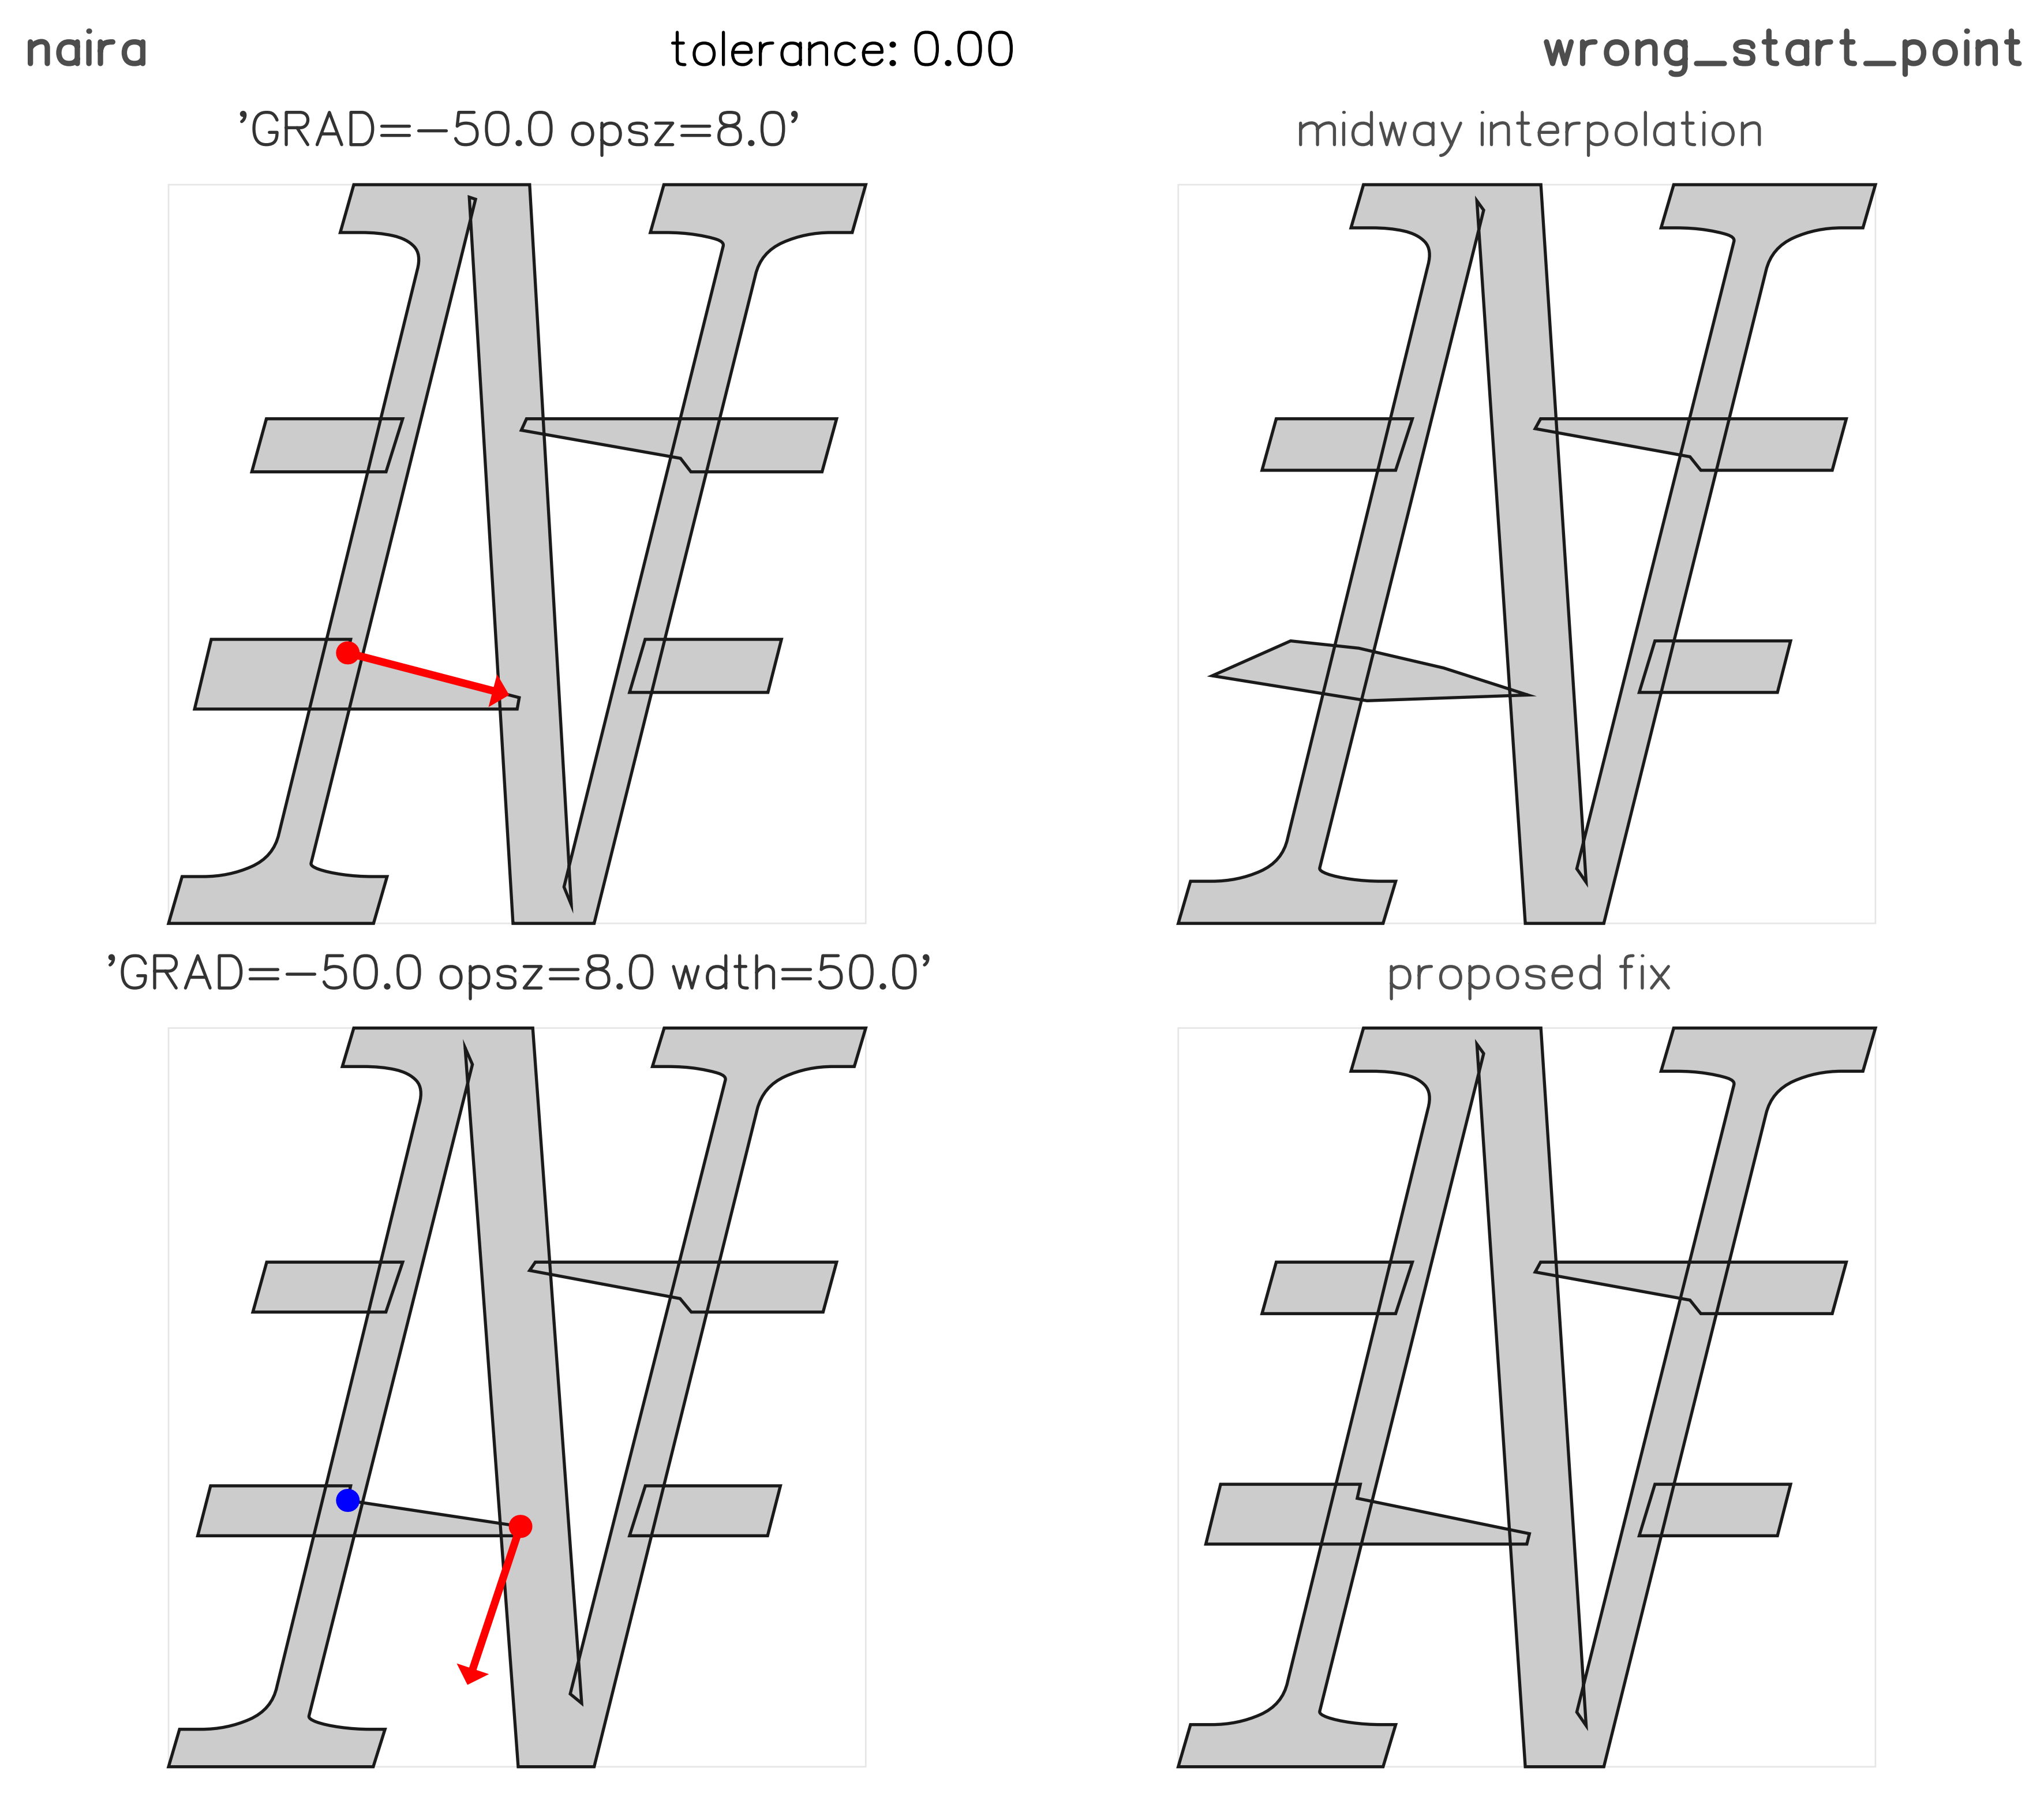 naira
tolerance: 0.00
wrong_start_point
'GRAD=−50.0 opsz=8.0'
midway interpolation
'GRAD=−50.0 opsz=8.0 wdth=50.0'
proposed fix